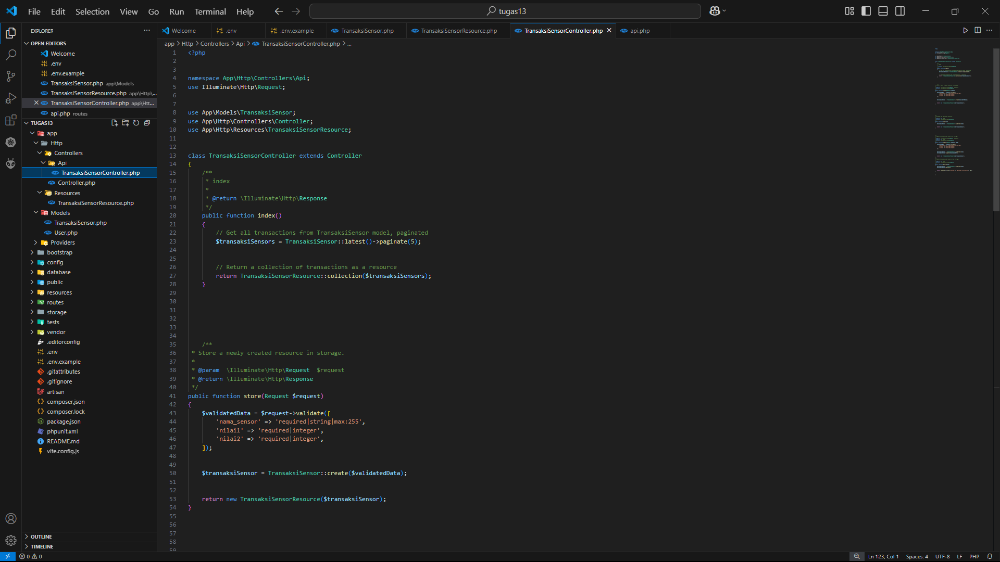 File Edit Selection View Go Run Terminal Help
tugas13
EXPLORER
OPEN EDITORS
Welcome
.env
.env.example
TransaksiSensor.php app\Models
TransaksiSensorResource.php app\Http\...
TransaksiSensorController.php app\Htt...
api.php routes
TUGAS13
app
Http
Controllers
Api
TransaksiSensorController.php
Controller.php
Resources
TransaksiSensorResource.php
Models
TransaksiSensor.php
User.php
Providers
bootstrap
config
database
public
resources
routes
storage
tests
vendor
.editorconfig
.env
.env.example
.gitattributes
.gitignore
artisan
composer.json
composer.lock
package.json
phpunit.xml
README.md
vite.config.js
OUTLINE
TIMELINE
Welcome .env .env.example TransaksiSensor.php TransaksiSensorResource.php TransaksiSensorController.php api.php
app > Http > Controllers > Api > TransaksiSensorController.php > ...
1 <?php
2
3
4 namespace App\Http\Controllers\Api;
5 use Illuminate\Http\Request;
6
7
8 use App\Models\TransaksiSensor;
9 use App\Http\Controllers\Controller;
10 use App\Http\Resources\TransaksiSensorResource;
11
12
13 class TransaksiSensorController extends Controller
14 {
15 /**
16 * index
17 *
18 * @return \Illuminate\Http\Response
19 */
20 public function index()
21 {
22 // Get all transactions from TransaksiSensor model, paginated
23 $transaksiSensors = TransaksiSensor::latest()->paginate(5);
24
25
26 // Return a collection of transactions as a resource
27 return TransaksiSensorResource::collection($transaksiSensors);
28 }
29
30
31
32
33
34
35 /**
36 * Store a newly created resource in storage.
37 *
38 * @param \Illuminate\Http\Request $request
39 * @return \Illuminate\Http\Response
40 */
41 public function store(Request $request)
42 {
43 $validatedData = $request->validate([
44 'nama_sensor' => 'required|string|max:255',
45 'nilai1' => 'required|integer',
46 'nilai2' => 'required|integer',
47 ]);
48
49
50 $transaksiSensor = TransaksiSensor::create($validatedData);
51
52
53 return new TransaksiSensorResource($transaksiSensor);
54 }
55
56
57
58
59
0 0
Ln 123, Col 1 Spaces: 4 UTF-8 LF PHP